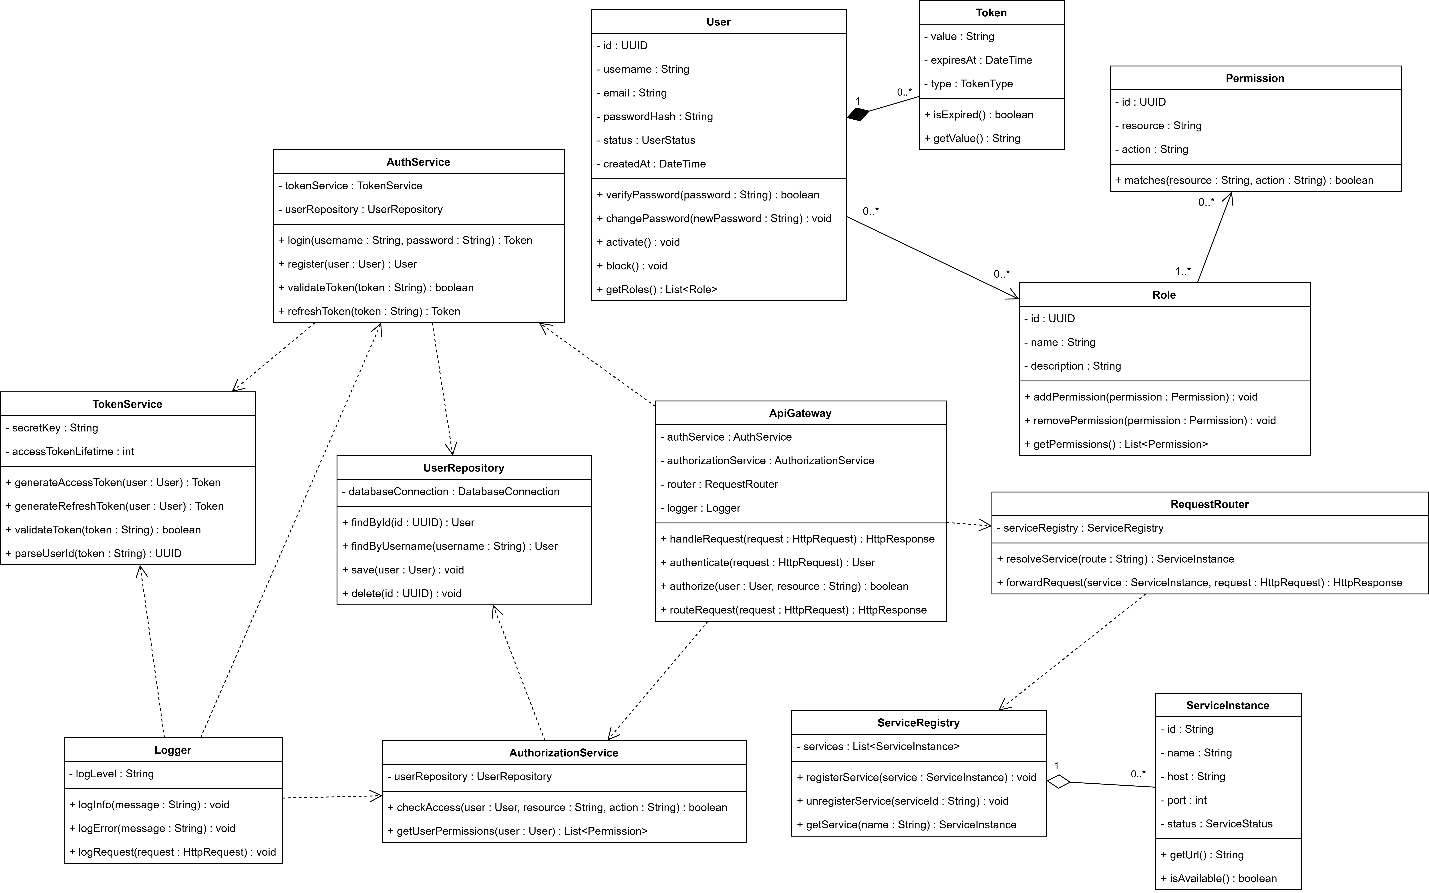 User
- id : UUID
- username : String
- email : String
- passwordHash : String
- status : UserStatus
- createdAt : DateTime
+ verifyPassword(password : String) : boolean
+ changePassword(newPassword : String) : void
+ activate() : void
+ block() : void
+ getRoles() : List<Role>
1
0..*
Token
- value : String
- expiresAt : DateTime
- type : TokenType
+ isExpired() : boolean
+ getValue() : String
Permission
- id : UUID
- resource : String
- action : String
+ matches(resource : String, action : String) : boolean
0..*
1..*
0..*
0..*
AuthService
- tokenService : TokenService
- userRepository : UserRepository
+ login(username : String, password : String) : Token
+ register(user : User) : User
+ validateToken(token : String) : boolean
+ refreshToken(token : String) : Token
Role
- id : UUID
- name : String
- description : String
+ addPermission(permission : Permission) : void
+ removePermission(permission : Permission) : void
+ getPermissions() : List<Permission>
TokenService
- secretKey : String
- accessTokenLifetime : int
+ generateAccessToken(user : User) : Token
+ generateRefreshToken(user : User) : Token
+ validateToken(token : String) : boolean
+ parseUserId(token : String) : UUID
UserRepository
- databaseConnection : DatabaseConnection
+ findById(id : UUID) : User
+ findByUsername(username : String) : User
+ save(user : User) : void
+ delete(id : UUID) : void
ApiGateway
- authService : AuthService
- authorizationService : AuthorizationService
- router : RequestRouter
- logger : Logger
+ handleRequest(request : HttpRequest) : HttpResponse
+ authenticate(request : HttpRequest) : User
+ authorize(user : User, resource : String) : boolean
+ routeRequest(request : HttpRequest) : HttpResponse
RequestRouter
- serviceRegistry : ServiceRegistry
+ resolveService(route : String) : ServiceInstance
+ forwardRequest(service : ServiceInstance, request : HttpRequest) : HttpResponse
Logger
- logLevel : String
+ logInfo(message : String) : void
+ logError(message : String) : void
+ logRequest(request : HttpRequest) : void
AuthorizationService
- userRepository : UserRepository
+ checkAccess(user : User, resource : String, action : String) : boolean
+ getUserPermissions(user : User) : List<Permission>
ServiceRegistry
- services : List<ServiceInstance>
+ registerService(service : ServiceInstance) : void
+ unregisterService(serviceId : String) : void
+ getService(name : String) : ServiceInstance
1
0..*
ServiceInstance
- id : String
- name : String
- host : String
- port : int
- status : ServiceStatus
+ getUrl() : String
+ isAvailable() : boolean